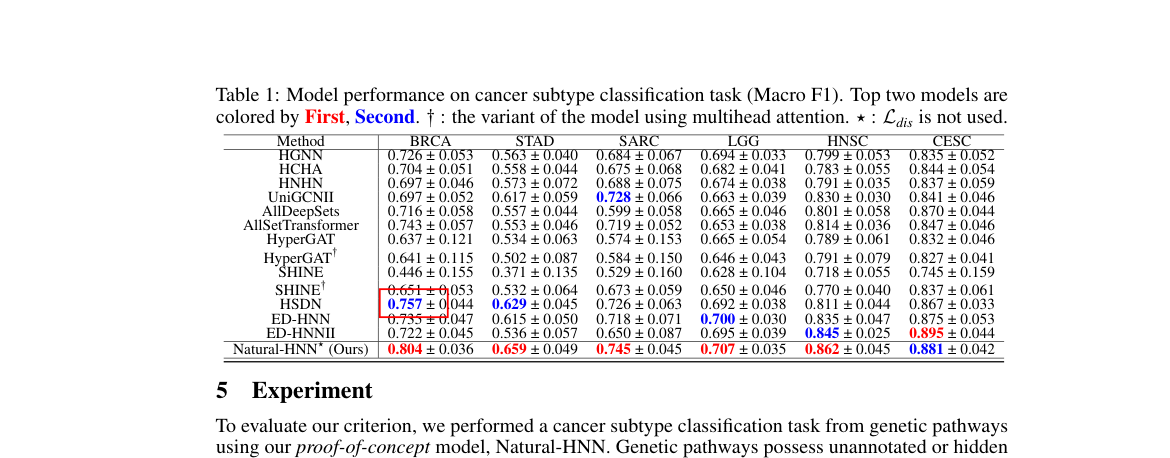 Table 1: Model performance on cancer subtype classification task (Macro F1). Top two models are
colored by First, Second. † : the variant of the model using multihead attention. ⋆ : ℒdis is not used.
Method BRCA STAD SARC LGG HNSC CESC
HGNN 0.726 ± 0.053 0.563 ± 0.040 0.684 ± 0.067 0.694 ± 0.033 0.799 ± 0.053 0.835 ± 0.052
HCHA 0.704 ± 0.051 0.558 ± 0.044 0.675 ± 0.068 0.682 ± 0.041 0.783 ± 0.055 0.844 ± 0.054
HNHN 0.697 ± 0.046 0.573 ± 0.072 0.688 ± 0.075 0.674 ± 0.038 0.791 ± 0.035 0.837 ± 0.059
UniGCNII 0.697 ± 0.052 0.617 ± 0.059 0.728 ± 0.066 0.663 ± 0.039 0.830 ± 0.030 0.841 ± 0.046
AllDeepSets 0.716 ± 0.058 0.557 ± 0.044 0.599 ± 0.058 0.665 ± 0.046 0.801 ± 0.058 0.870 ± 0.044
AllSetTransformer 0.743 ± 0.057 0.553 ± 0.046 0.719 ± 0.052 0.653 ± 0.038 0.814 ± 0.036 0.847 ± 0.046
HyperGAT 0.637 ± 0.121 0.534 ± 0.063 0.574 ± 0.153 0.665 ± 0.054 0.789 ± 0.061 0.832 ± 0.046
HyperGAT† 0.641 ± 0.115 0.502 ± 0.087 0.584 ± 0.150 0.646 ± 0.043 0.791 ± 0.079 0.827 ± 0.041
SHINE 0.446 ± 0.155 0.371 ± 0.135 0.529 ± 0.160 0.628 ± 0.104 0.718 ± 0.055 0.745 ± 0.159
SHINE† 0.651 ± 0.053 0.532 ± 0.064 0.673 ± 0.059 0.650 ± 0.046 0.770 ± 0.040 0.837 ± 0.061
HSDN 0.757 ± 0.044 0.629 ± 0.045 0.726 ± 0.063 0.692 ± 0.038 0.811 ± 0.044 0.867 ± 0.033
ED-HNN 0.735 ± 0.047 0.615 ± 0.050 0.718 ± 0.071 0.700 ± 0.030 0.835 ± 0.047 0.875 ± 0.053
ED-HNNII 0.722 ± 0.045 0.536 ± 0.057 0.650 ± 0.087 0.695 ± 0.039 0.845 ± 0.025 0.895 ± 0.044
Natural-HNN⋆ (Ours) 0.804 ± 0.036 0.659 ± 0.049 0.745 ± 0.045 0.707 ± 0.035 0.862 ± 0.045 0.881 ± 0.042
5 Experiment
To evaluate our criterion, we performed a cancer subtype classification task from genetic pathways
using our proof-of-concept model, Natural-HNN. Genetic pathways possess unannotated or hidden